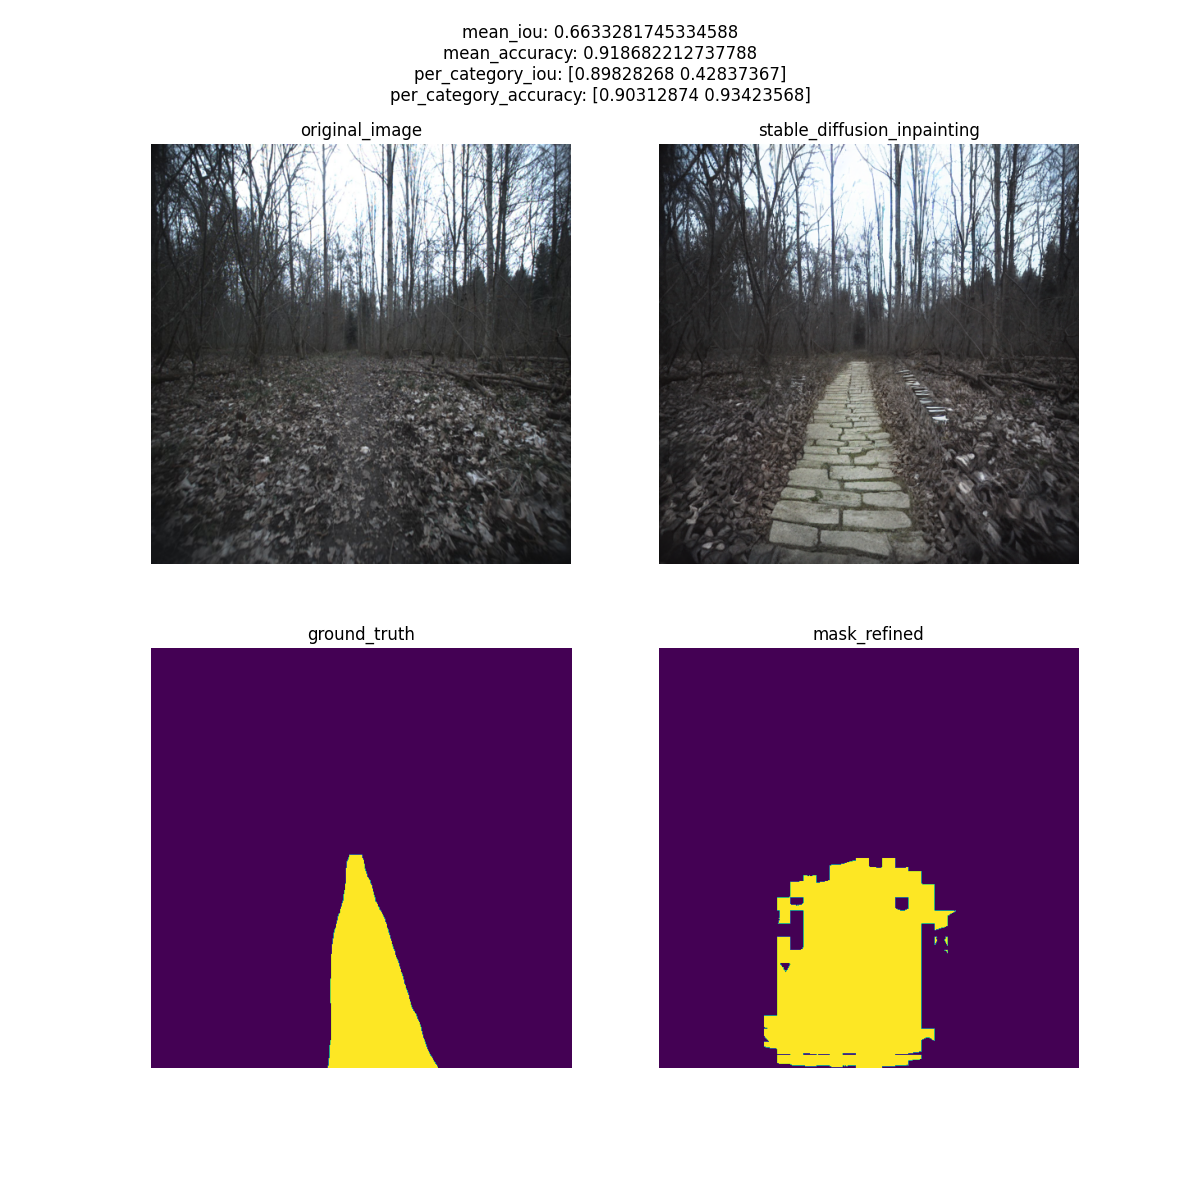 mean_iou: 0.6633281745334588
mean_accuracy: 0.918682212737788
per_category_iou: [0.89828268 0.42837367]
per_category_accuracy: [0.90312874 0.93423568]
original_image
stable_diffusion_inpainting
ground_truth
mask_refined